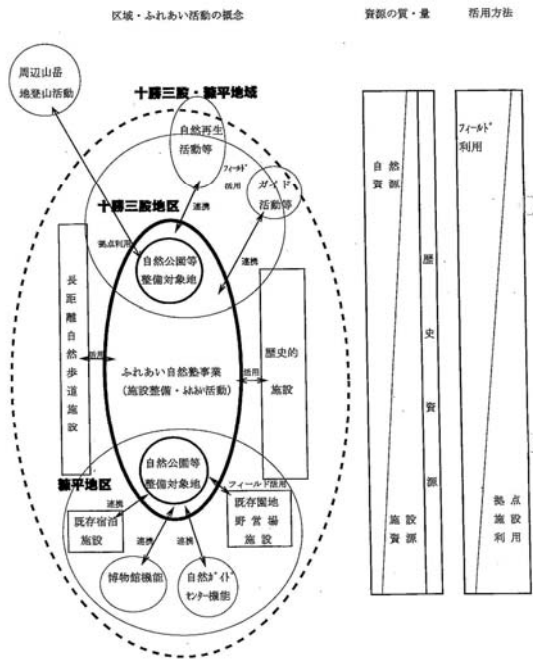 区域・ふれあい活動の概念
資源の質・量
活用方法
周辺山岳
地登山活動
十勝三股・糠平地域
自然再生
活動等
フィールド
活用
ガイド
活動等
連携
十勝三股地区
拠点利用
連携
自然公園等
整備対象地
長距離自然歩道施設
活用
ふれあい自然塾事業
(施設整備・ふれあい活動)
活用
歴史的
施設
自然公園等
整備対象地
糠平地区
フィールド活用
連携
既存宿泊
施設
既存園地
野営場
施設
連携
連携
博物館機能
自然ガイド
センター機能
自然
資源
歴史資源
施設
資源
フィールド
利用
拠点
施設
利用